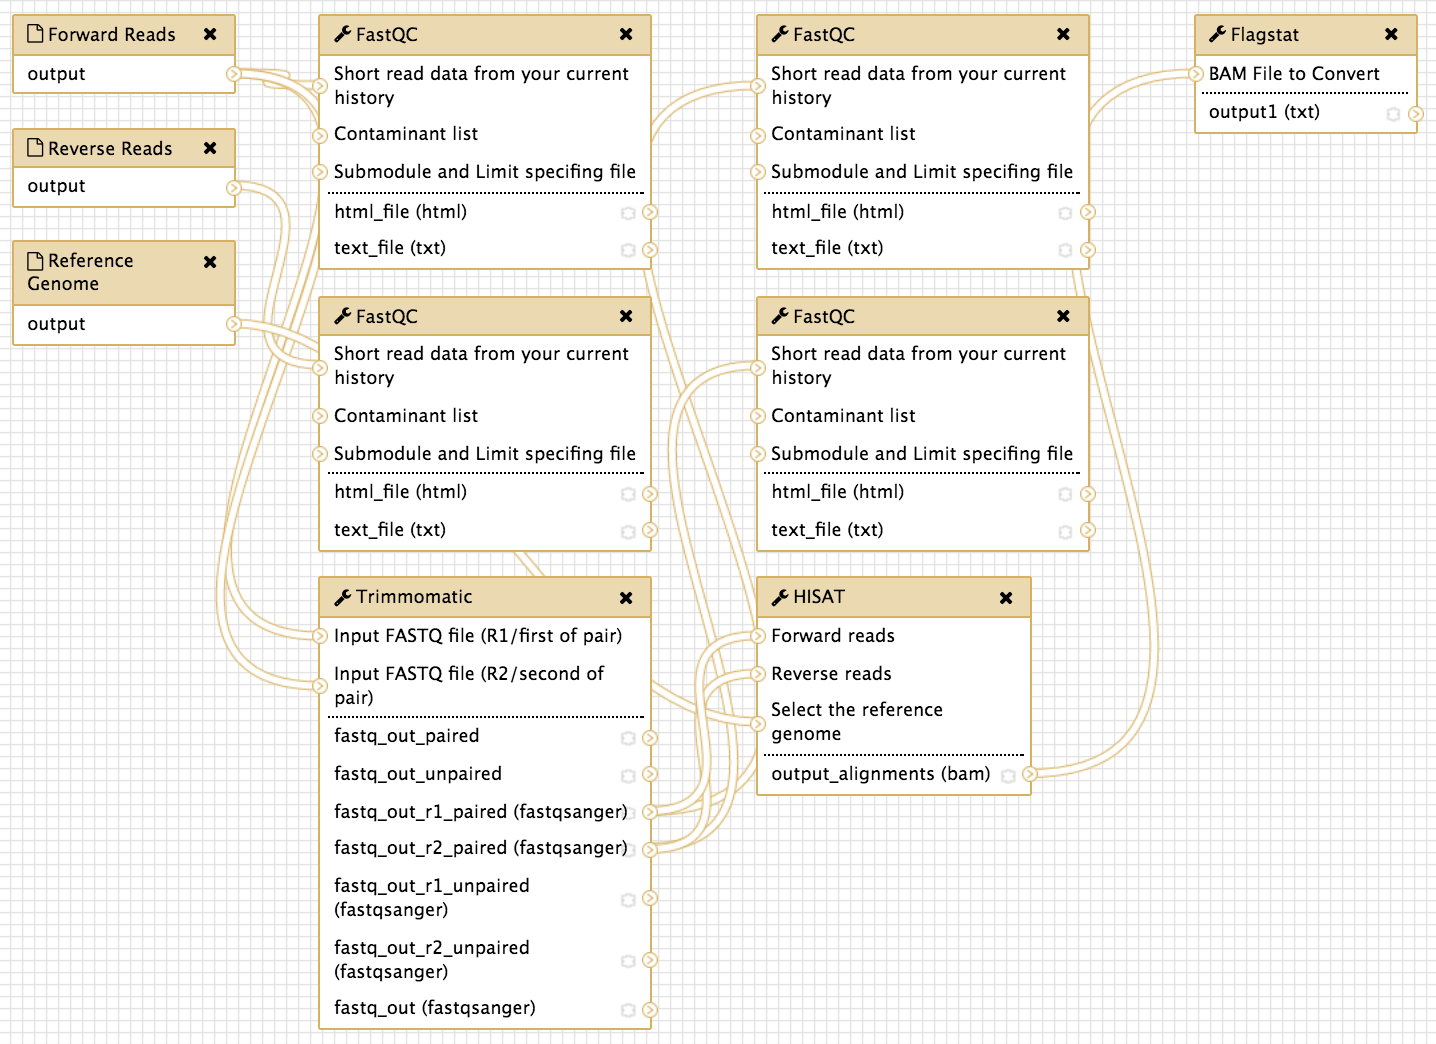 Forward Reads
output
Reverse Reads
output
Reference
Genome
output
FastQC
Short read data from your current
history
Contaminant list
Submodule and Limit specifing file
html_file (html)
text_file (txt)
FastQC
Short read data from your current
history
Contaminant list
Submodule and Limit specifing file
html_file (html)
text_file (txt)
Trimmomatic
Input FASTQ file (R1/first of pair)
Input FASTQ file (R2/second of
pair)
fastq_out_paired
fastq_out_unpaired
fastq_out_r1_paired (fastqsanger)
fastq_out_r2_paired (fastqsanger)
fastq_out_r1_unpaired
(fastqsanger)
fastq_out_r2_unpaired
(fastqsanger)
fastq_out (fastqsanger)
FastQC
Short read data from your current
history
Contaminant list
Submodule and Limit specifing file
html_file (html)
text_file (txt)
FastQC
Short read data from your current
history
Contaminant list
Submodule and Limit specifing file
html_file (html)
text_file (txt)
HISAT
Forward reads
Reverse reads
Select the reference
genome
output_alignments (bam)
Flagstat
BAM File to Convert
output1 (txt)